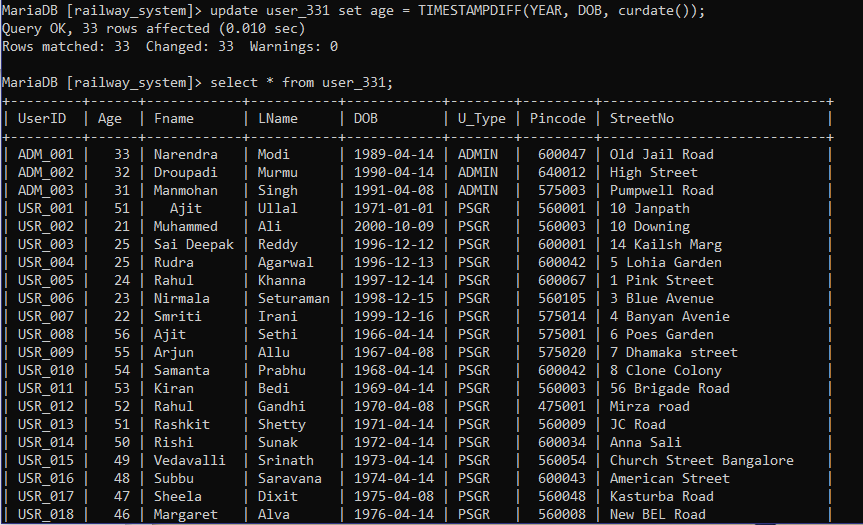 MariaDB [railway_system]> update user_331 set age = TIMESTAMPDIFF(YEAR, DOB, curdate());
Query OK, 33 rows affected (0.010 sec)
Rows matched: 33  Changed: 33  Warnings: 0
MariaDB [railway_system]> select * from user_331;
+---------+------+------------+-----------+------------+--------+---------+---------------------------+
| UserID | Age | Fname | LName | DOB | U_Type | Pincode | StreetNo |
+---------+------+------------+-----------+------------+--------+---------+---------------------------+
| ADM_001 | 33 | Narendra | Modi | 1989-04-14 | ADMIN | 600047 | Old Jail Road |
| ADM_002 | 32 | Droupadi | Murmu | 1990-04-14 | ADMIN | 640012 | High Street |
| ADM_003 | 31 | Manmohan | Singh | 1991-04-08 | ADMIN | 575003 | Pumpwell Road |
| USR_001 | 51 | Ajit | Ullal | 1971-01-01 | PSGR | 560001 | 10 Janpath |
| USR_002 | 21 | Muhammed | Ali | 2000-10-09 | PSGR | 560003 | 10 Downing |
| USR_003 | 25 | Sai Deepak | Reddy | 1996-12-12 | PSGR | 600001 | 14 Kailsh Marg |
| USR_004 | 25 | Rudra | Agarwal | 1996-12-13 | PSGR | 600042 | 5 Lohia Garden |
| USR_005 | 24 | Rahul | Khanna | 1997-12-14 | PSGR | 600067 | 1 Pink Street |
| USR_006 | 23 | Nirmala | Seturaman | 1998-12-15 | PSGR | 560105 | 3 Blue Avenue |
| USR_007 | 22 | Smriti | Irani | 1999-12-16 | PSGR | 575014 | 4 Banyan Avenie |
| USR_008 | 56 | Ajit | Sethi | 1966-04-14 | PSGR | 575001 | 6 Poes Garden |
| USR_009 | 55 | Arjun | Allu | 1967-04-08 | PSGR | 575020 | 7 Dhamaka street |
| USR_010 | 54 | Samanta | Prabhu | 1968-04-14 | PSGR | 600042 | 8 Clone Colony |
| USR_011 | 53 | Kiran | Bedi | 1969-04-14 | PSGR | 560003 | 56 Brigade Road |
| USR_012 | 52 | Rahul | Gandhi | 1970-04-08 | PSGR | 475001 | Mirza road |
| USR_013 | 51 | Rashkit | Shetty | 1971-04-14 | PSGR | 560009 | JC Road |
| USR_014 | 50 | Rishi | Sunak | 1972-04-14 | PSGR | 600034 | Anna Sali |
| USR_015 | 49 | Vedavalli | Srinath | 1973-04-14 | PSGR | 560054 | Church Street Bangalore |
| USR_016 | 48 | Subbu | Saravana | 1974-04-14 | PSGR | 600043 | American Street |
| USR_017 | 47 | Sheela | Dixit | 1975-04-08 | PSGR | 560048 | Kasturba Road |
| USR_018 | 46 | Margaret | Alva | 1976-04-14 | PSGR | 560008 | New BEL Road |